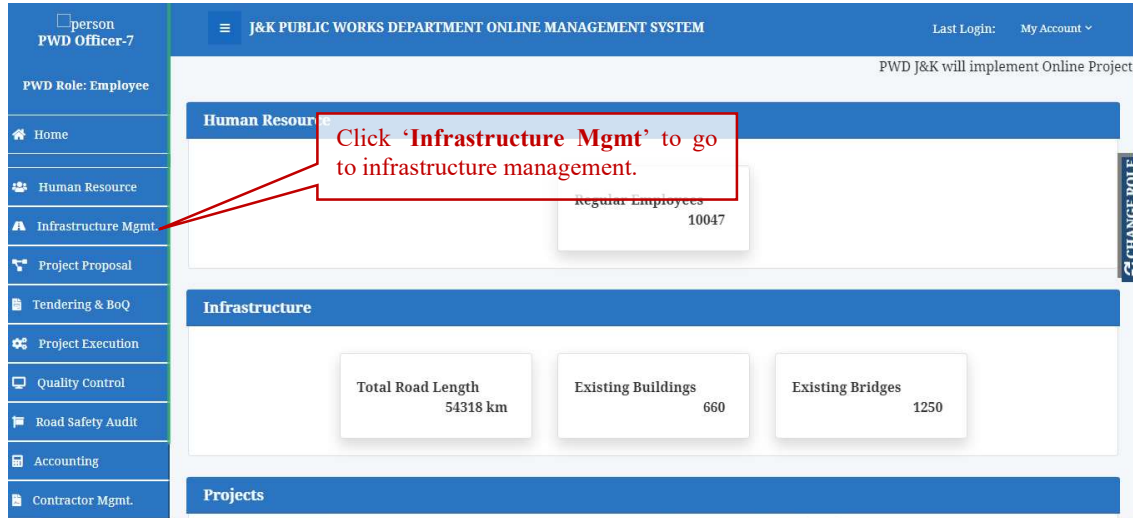 person
PWD Officer-7
PWD Role: Employee
Home
Human Resource
Infrastructure Mgmt.
Project Proposal
Tendering & BoQ
Project Execution
Quality Control
Road Safety Audit
Accounting
Contractor Mgmt.
J&K PUBLIC WORKS DEPARTMENT ONLINE MANAGEMENT SYSTEM
Last Login: My Account
PWD J&K will implement Online Project
Human Resource
Click ‘Infrastructure Mgmt’ to go
to infrastructure management.
Regular Employees
10047
CHANGE ROLE
Infrastructure
Total Road Length
54318 km
Existing Buildings
660
Existing Bridges
1250
Projects